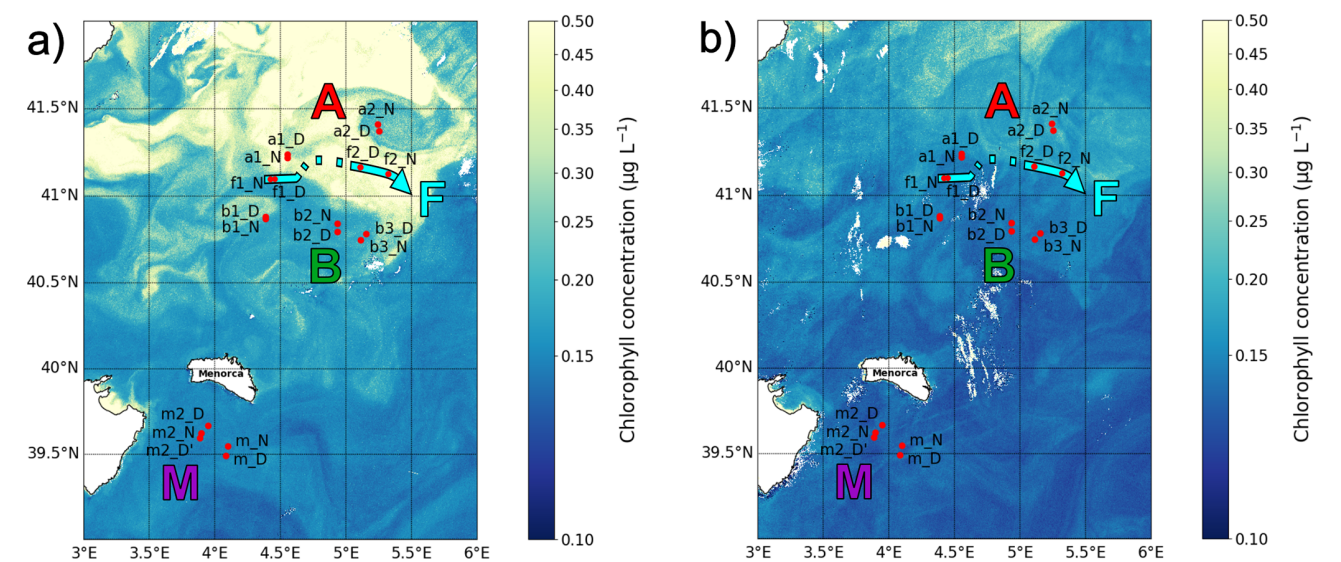 a)
41.5°N
41°N
40.5°N
40°N
39.5°N
3°E
3.5°E
4°E
4.5°E
5°E
5.5°E
6°E
A
a2_N
a2_D
a1_D
a1_N
f2_D
f2_N
f1_N
f1_D
F
b1_D
b1_N
b2_N
b2_D
b3_D
b3_N
B
Menorca
m2_D
m2_N
m2_D'
m_N
m_D
M
0.50
0.45
0.40
0.35
0.30
0.25
0.20
0.15
0.10
Chlorophyll concentration (μg L⁻¹)
b)
41.5°N
41°N
40.5°N
40°N
39.5°N
3°E
3.5°E
4°E
4.5°E
5°E
5.5°E
6°E
A
a2_N
a2_D
a1_D
a1_N
f2_D
f2_N
f1_N
f1_D
F
b1_D
b1_N
b2_N
b2_D
b3_D
b3_N
B
Menorca
m2_D
m2_N
m2_D'
m_N
m_D
M
0.50
0.45
0.40
0.35
0.30
0.25
0.20
0.15
0.10
Chlorophyll concentration (μg L⁻¹)